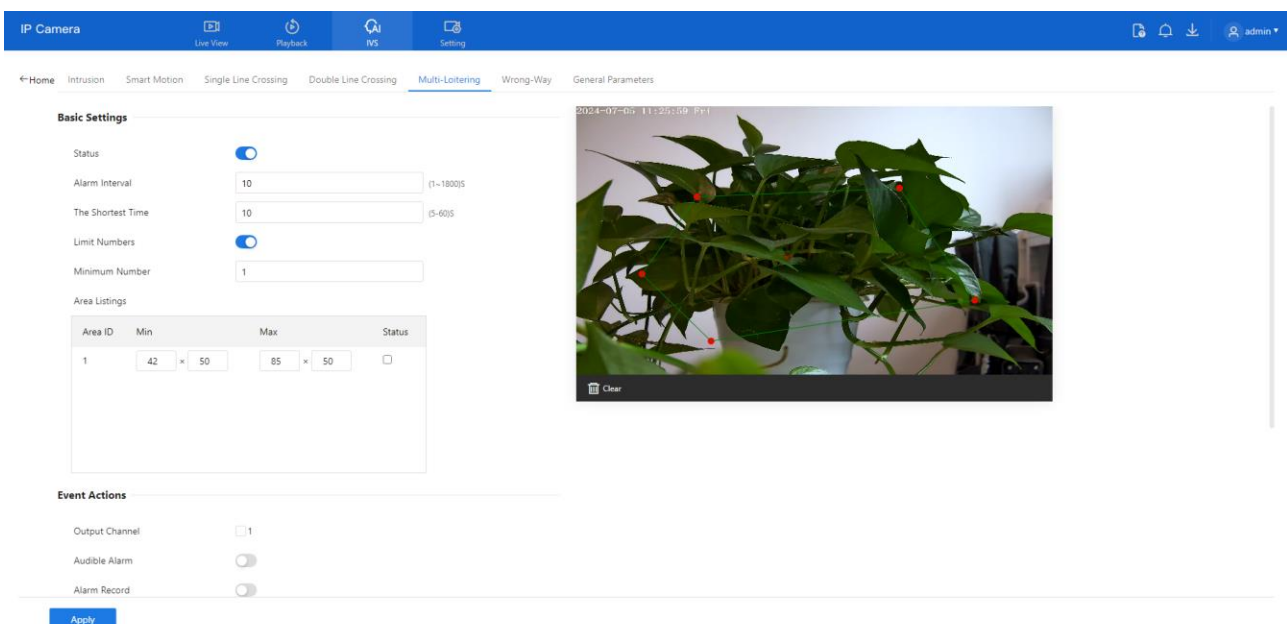 IP Camera
Live View
Playback
IVS
Setting
admin
Home Intrusion Smart Motion Single Line Crossing Double Line Crossing Multi-Loitering Wrong-Way General Parameters
Basic Settings
Status
Alarm Interval 10 (1~1800)S
The Shortest Time 10 (5-60)S
Limit Numbers
Minimum Number 1
Area Listings
Area ID Min Max Status
1 42 × 50 85 × 50
Event Actions
Output Channel 1
Audible Alarm
Alarm Record
Apply
2024-07-05 11:25:59 Fri
Clear